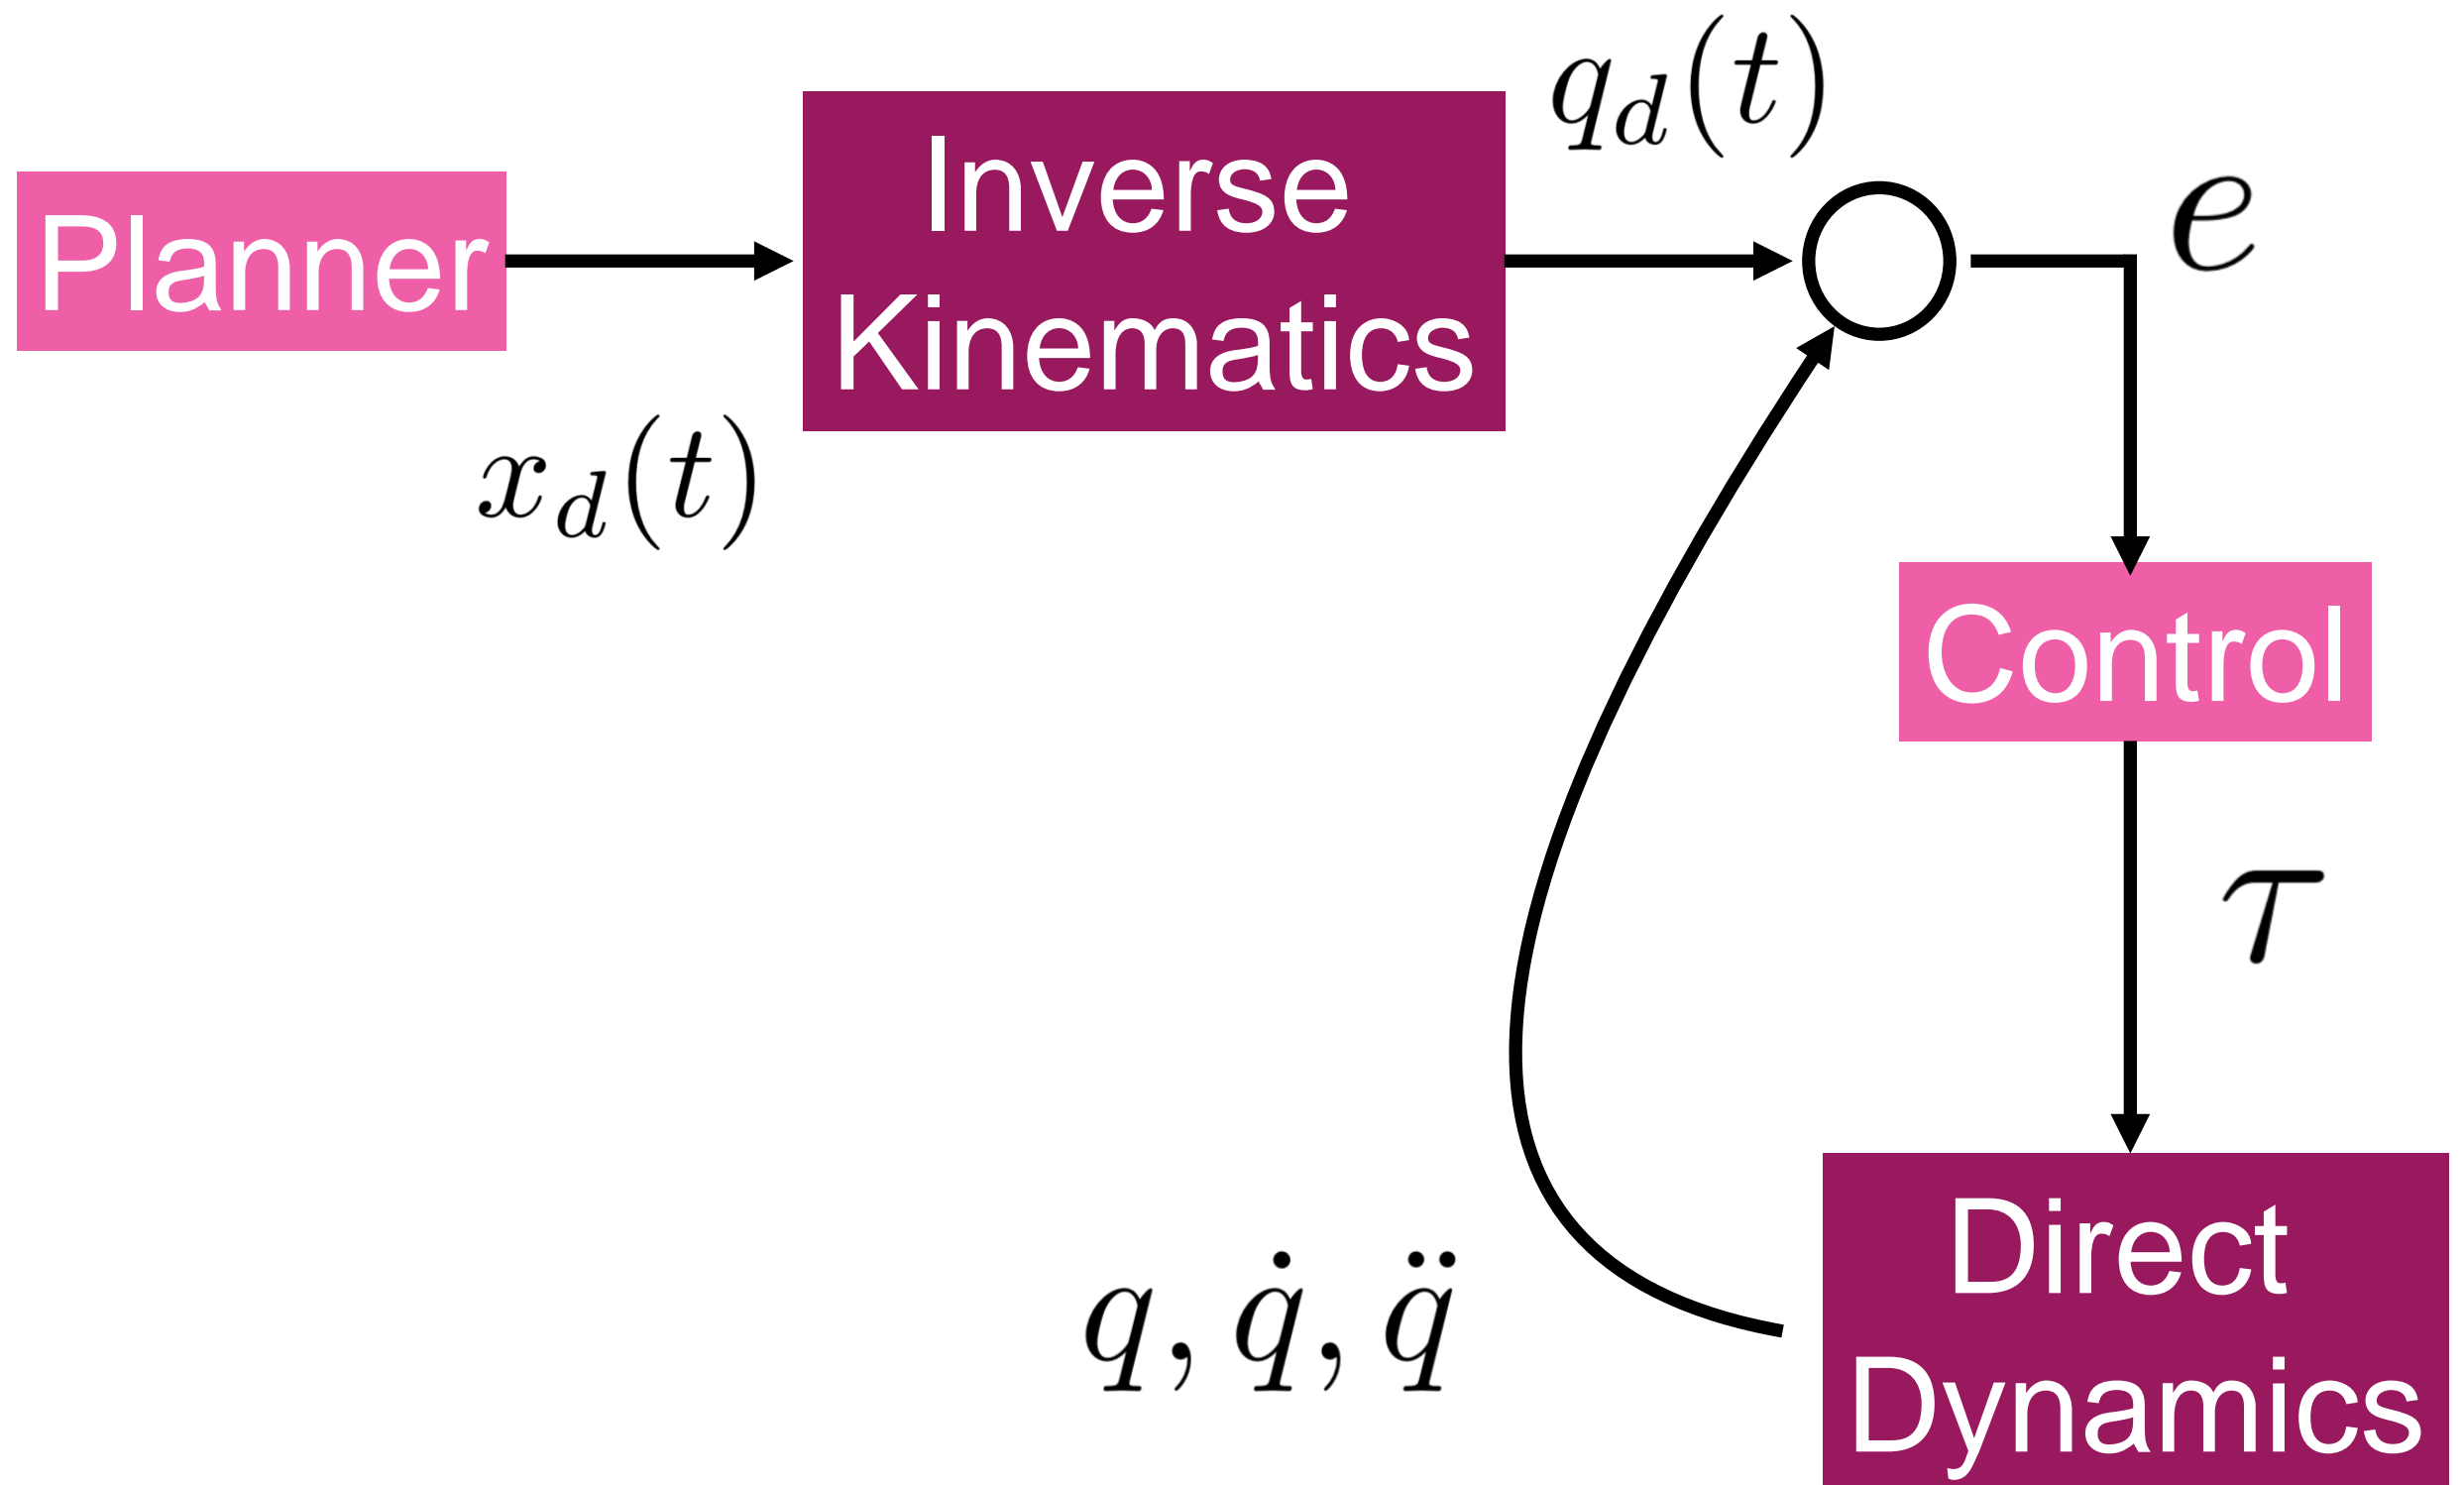 Planner
x_d(t)
Inverse
Kinematics
q_d(t)
e
Control
τ
Direct
Dynamics
q, q̇, q̈